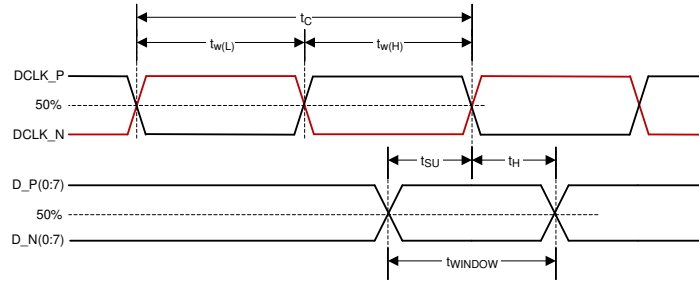 tC
tw(L)
tw(H)
DCLK_P
50%
DCLK_N
tSU
tH
D_P(0:7)
50%
D_N(0:7)
tWINDOW